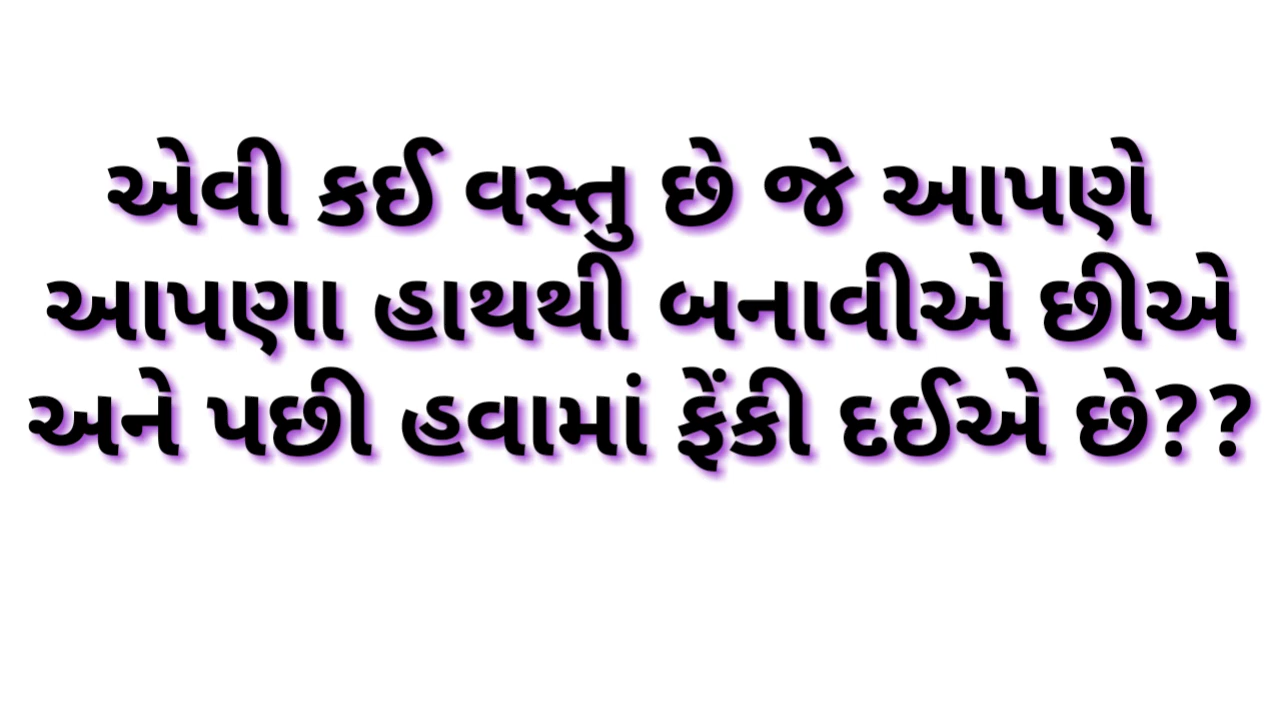 એવી કઈ વસ્તુ છે જે આપણે
આપણા હાથથી બનાવીએ છીએ
અને પછી હવામાં ફેંકી દઈએ છે??